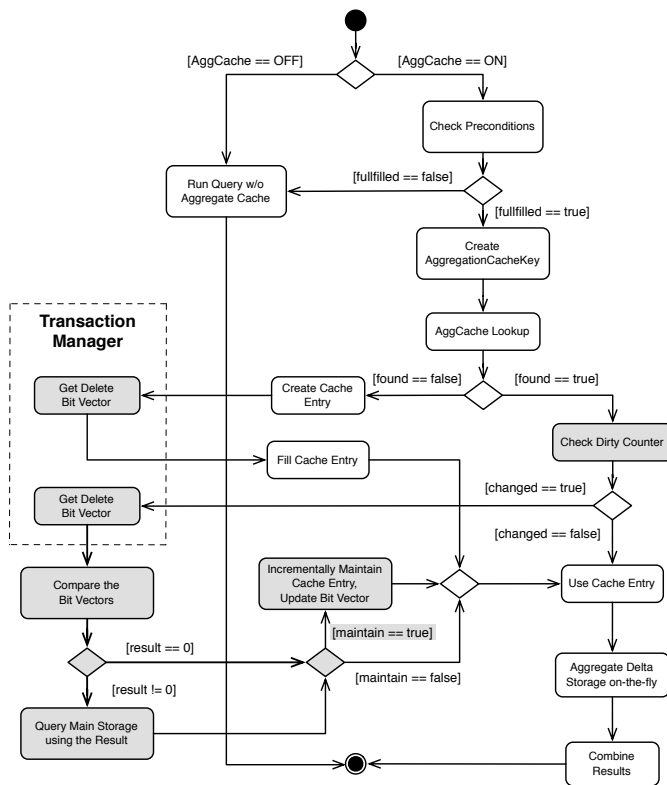 [AggCache == OFF]
[AggCache == ON]
Check Preconditions
Run Query w/o
Aggregate Cache
[fullfilled == false]
[fullfilled == true]
Create
AggregationCacheKey
AggCache Lookup
Transaction
Manager
Get Delete
Bit Vector
Create Cache
Entry
[found == false]
[found == true]
Check Dirty Counter
Fill Cache Entry
[changed == true]
Get Delete
Bit Vector
[changed == false]
Compare the
Bit Vectors
Incrementally Maintain
Cache Entry,
Update Bit Vector
Use Cache Entry
[maintain == true]
[result == 0]
[maintain == false]
[result != 0]
Aggregate Delta
Storage on-the-fly
Query Main Storage
using the Result
Combine
Results